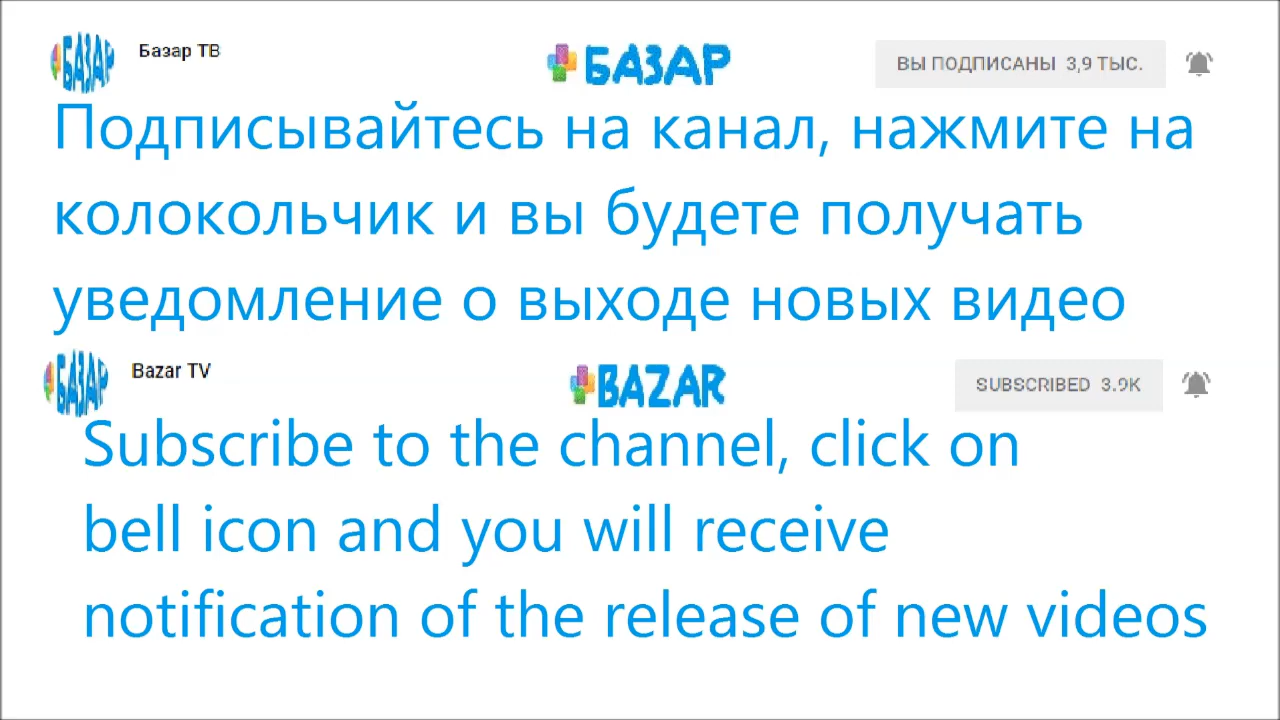 БАЗАР Базар ТВ БАЗАР ВЫ ПОДПИСАНЫ 3,9 ТЫС.
Подписывайтесь на канал, нажмите на
колокольчик и вы будете получать
уведомление о выходе новых видео
БАЗАР Bazar TV BAZAR SUBSCRIBED 3.9K
Subscribe to the channel, click on
bell icon and you will receive
notification of the release of new videos